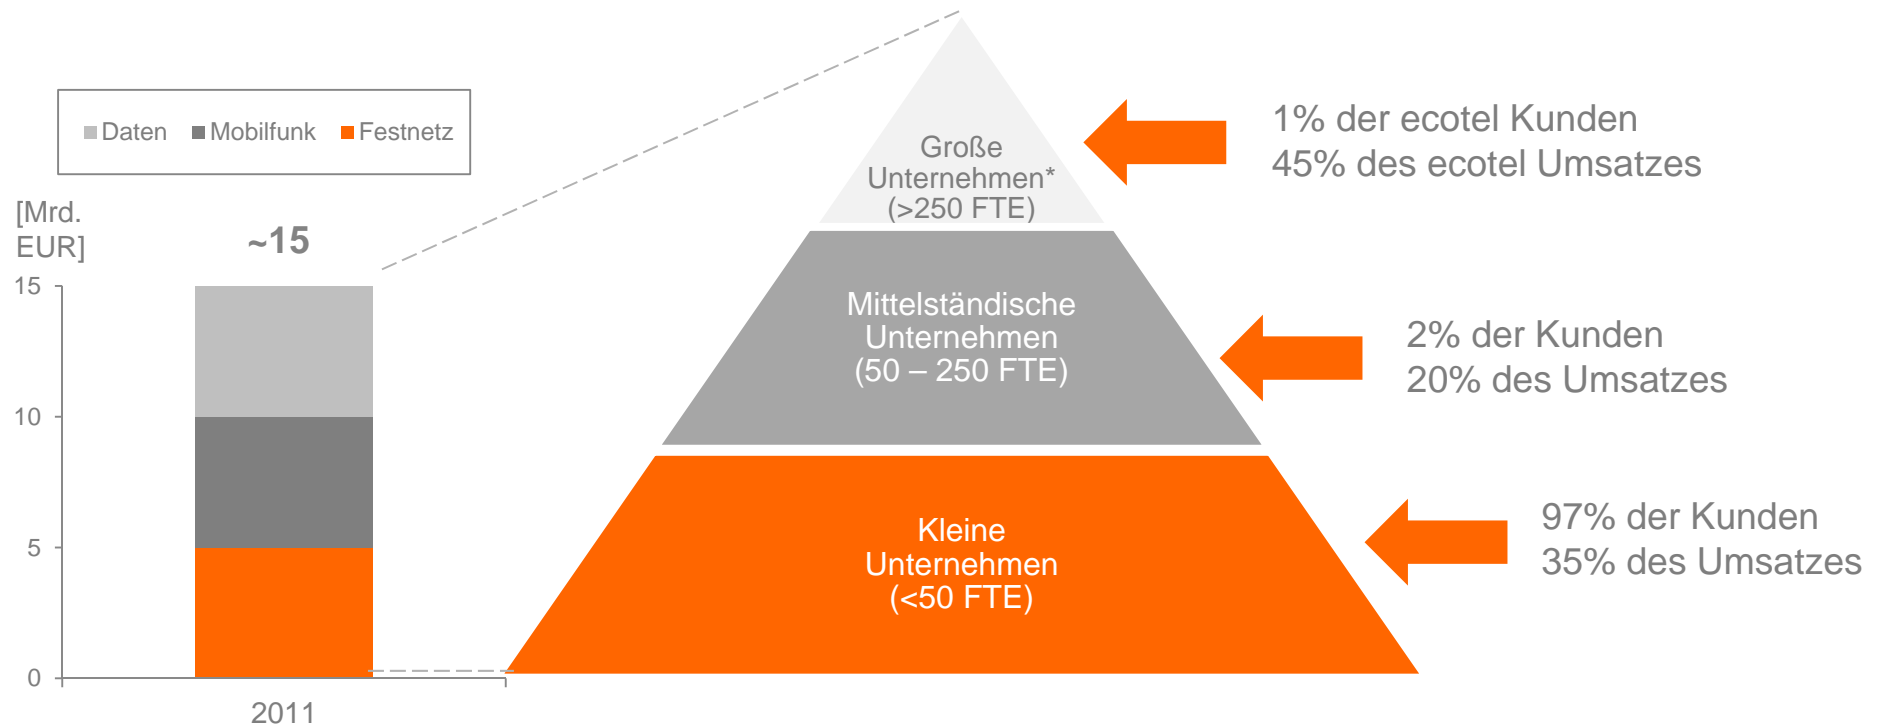 Daten Mobilfunk Festnetz
[Mrd.
EUR]
~15
15
10
5
0
2011
Große
Unternehmen*
(>250 FTE)
Mittelständische
Unternehmen
(50 – 250 FTE)
Kleine
Unternehmen
(<50 FTE)
1% der ecotel Kunden
45% des ecotel Umsatzes
2% der Kunden
20% des Umsatzes
97% der Kunden
35% des Umsatzes